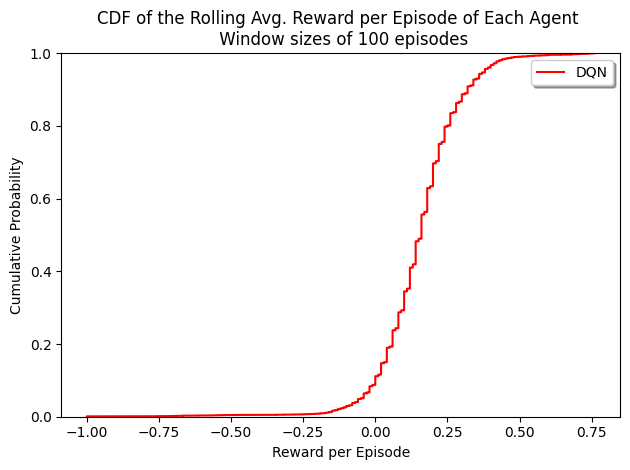 CDF of the Rolling Avg. Reward per Episode of Each Agent
Window sizes of 100 episodes
DQN
Cumulative Probability
1.0
0.8
0.6
0.4
0.2
0.0
−1.00 −0.75 −0.50 −0.25 0.00 0.25 0.50 0.75
Reward per Episode